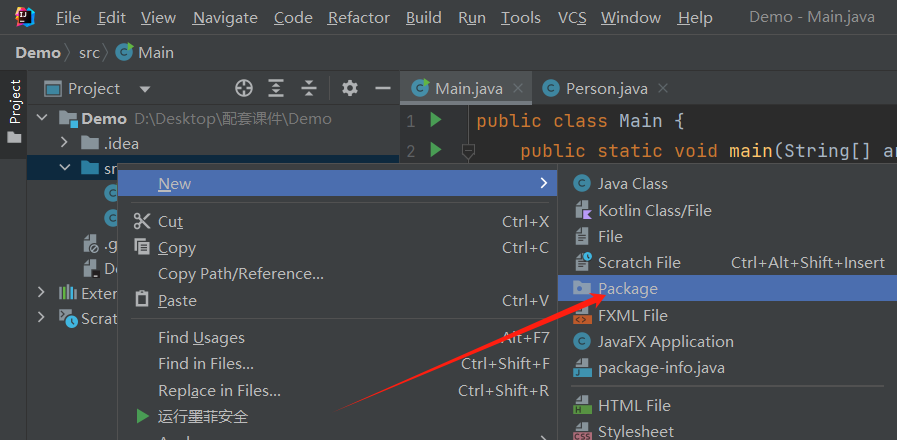 File Edit View Navigate Code Refactor Build Run Tools VCS Window Help Demo - Main.java
Demo src Main
Project
Project
Main.java
Person.java
Demo D:\Desktop\配套课件\Demo
.idea
1 public class Main {
2 public static void main(String[]
New
Cut Ctrl+X
Copy Ctrl+C
Copy Path/Reference...
Paste Ctrl+V
Find Usages Alt+F7
Find in Files... Ctrl+Shift+F
Replace in Files... Ctrl+Shift+R
运行墨菲安全
Java Class
Kotlin Class/File
File
Scratch File Ctrl+Alt+Shift+Insert
Package
FXML File
JavaFX Application
package-info.java
HTML File
Stylesheet